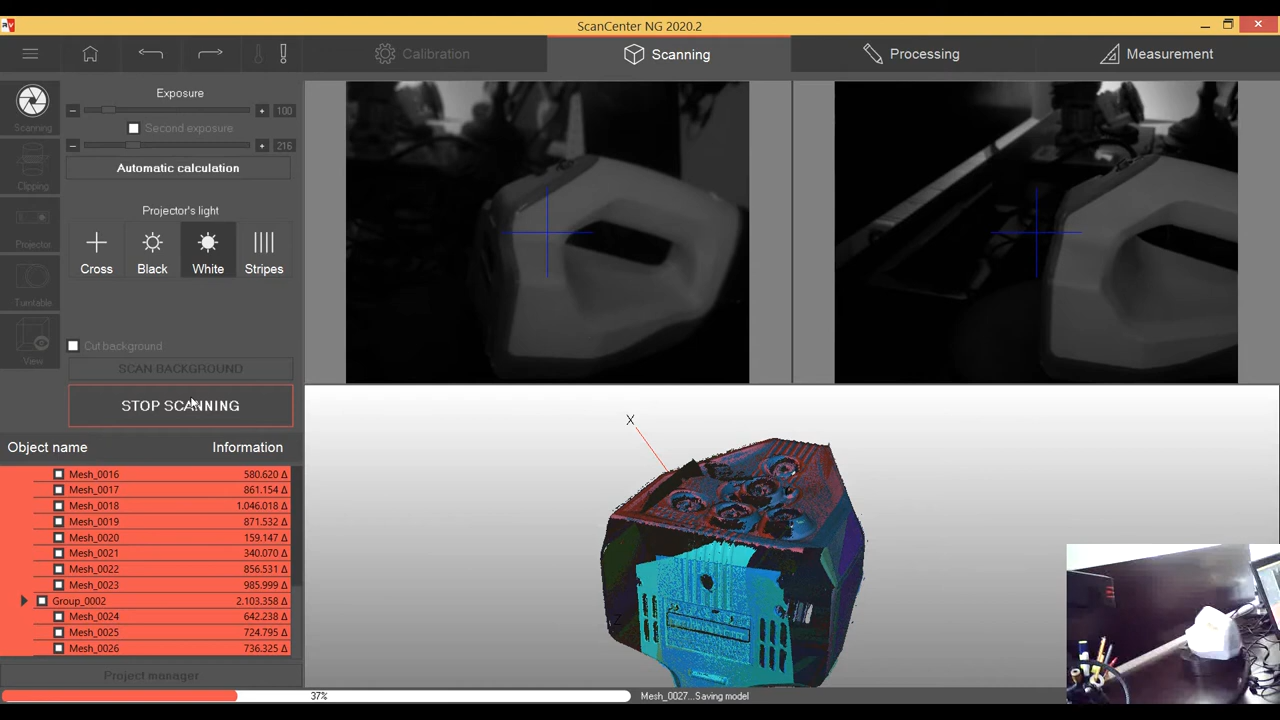 ScanCenter NG 2020.2
Calibration
Scanning
Processing
Measurement
Scanning
Clipping
Projector
Turntable
View
Exposure
100
Second exposure
216
Automatic calculation
Projector's light
Cross
Black
White
Stripes
Cut background
SCAN BACKGROUND
STOP SCANNING
Object name Information
Mesh_0016 580.620 Δ
Mesh_0017 861.154 Δ
Mesh_0018 1.046.018 Δ
Mesh_0019 871.532 Δ
Mesh_0020 159.147 Δ
Mesh_0021 340.070 Δ
Mesh_0022 856.531 Δ
Mesh_0023 985.999 Δ
Group_0002 2.103.358 Δ
Mesh_0024 642.238 Δ
Mesh_0025 724.795 Δ
Mesh_0026 736.325 Δ
Project manager
X
Z
37%
Mesh_0027...Saving model